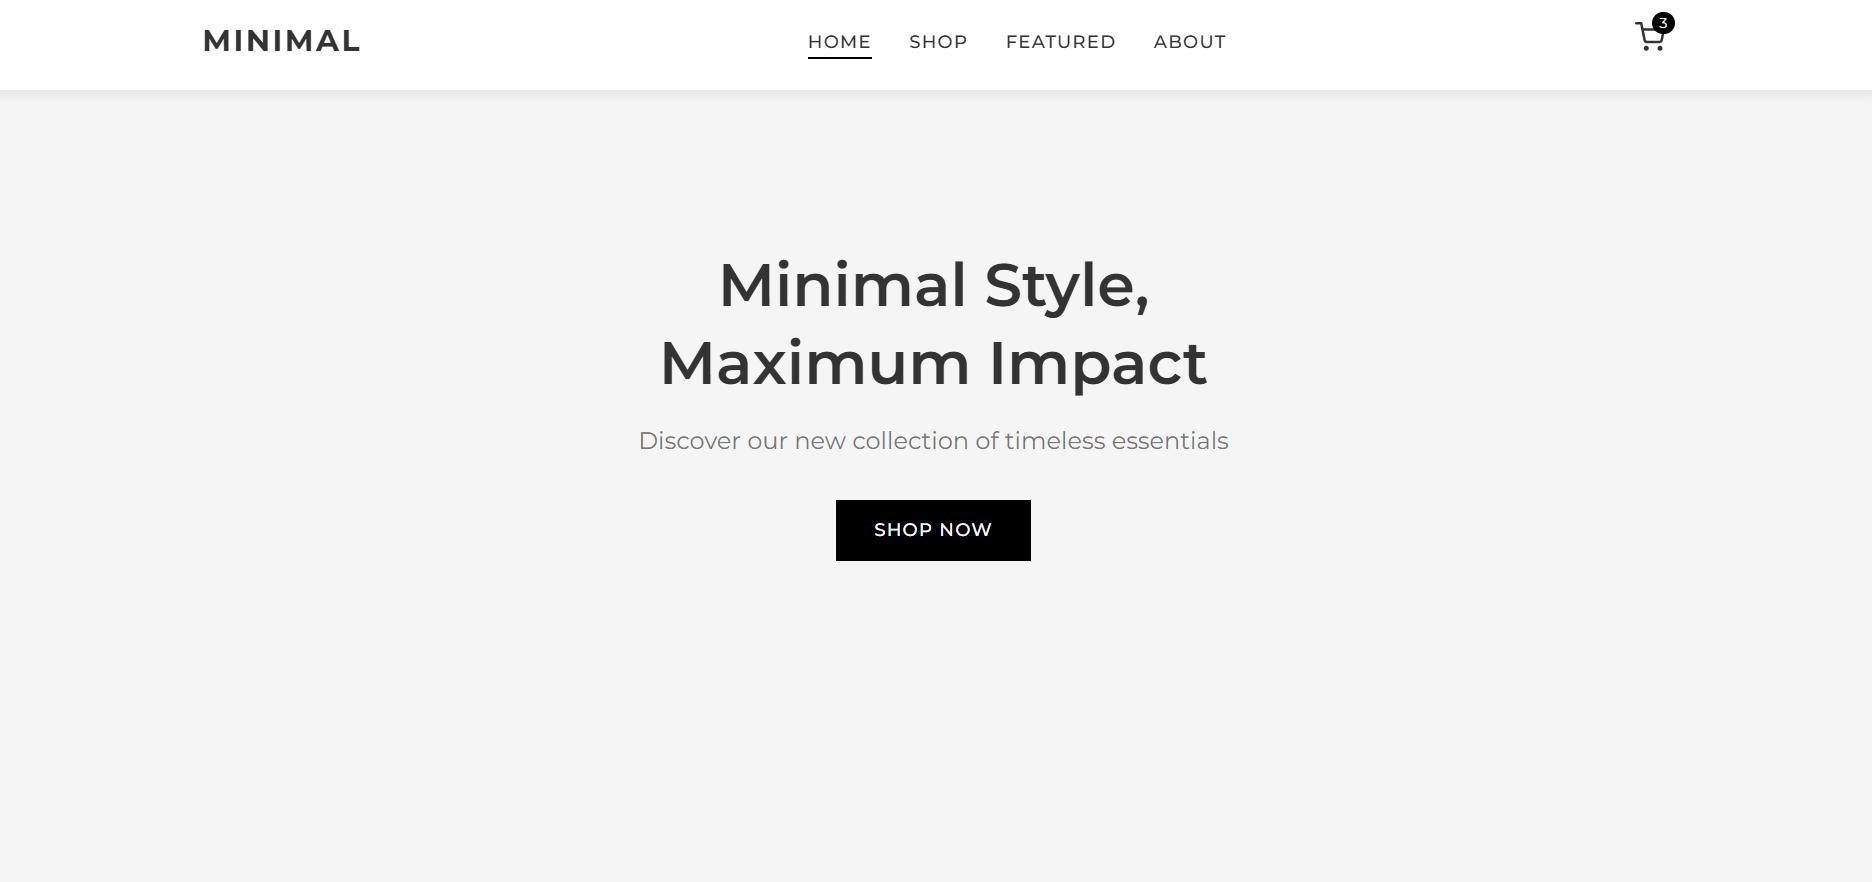 MINIMAL
HOME SHOP FEATURED ABOUT
3
Minimal Style,
Maximum Impact
Discover our new collection of timeless essentials
SHOP NOW